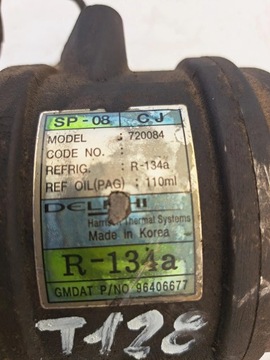 SP-08 CJ
MODEL : 720084
CODE NO. :
REFRIG. : R-134a
REF OIL(PAG) : 110ml
DELPHI
Harrison Thermal Systems
Made in Korea
R-134a
GMDAT P/NO 96406677
T128